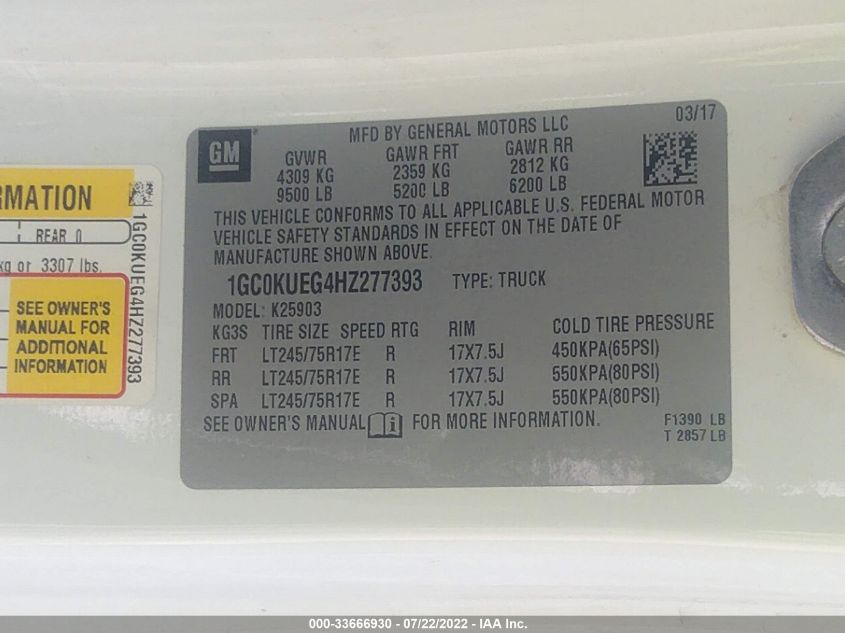 03/17
GM
MFD BY GENERAL MOTORS LLC
GVWR GAWR FRT GAWR RR
4309 KG 2359 KG 2812 KG
9500 LB 5200 LB 6200 LB
THIS VEHICLE CONFORMS TO ALL APPLICABLE U.S. FEDERAL MOTOR
VEHICLE SAFETY STANDARDS IN EFFECT ON THE DATE OF
MANUFACTURE SHOWN ABOVE.
1GC0KUEG4HZ277393 TYPE: TRUCK
MODEL: K25903
KG3S TIRE SIZE SPEED RTG RIM COLD TIRE PRESSURE
FRT LT245/75R17E R 17X7.5J 450KPA(65PSI)
RR LT245/75R17E R 17X7.5J 550KPA(80PSI)
SPA LT245/75R17E R 17X7.5J 550KPA(80PSI)
SEE OWNER'S MANUAL FOR MORE INFORMATION.
F1390 LB
T 2857 LB
RMATION
REAR 0
kg or 3307 lbs.
SEE OWNER'S
MANUAL FOR
ADDITIONAL
INFORMATION
1GC0KUEG4HZ277393
000-33666930 - 07/22/2022 - IAA Inc.